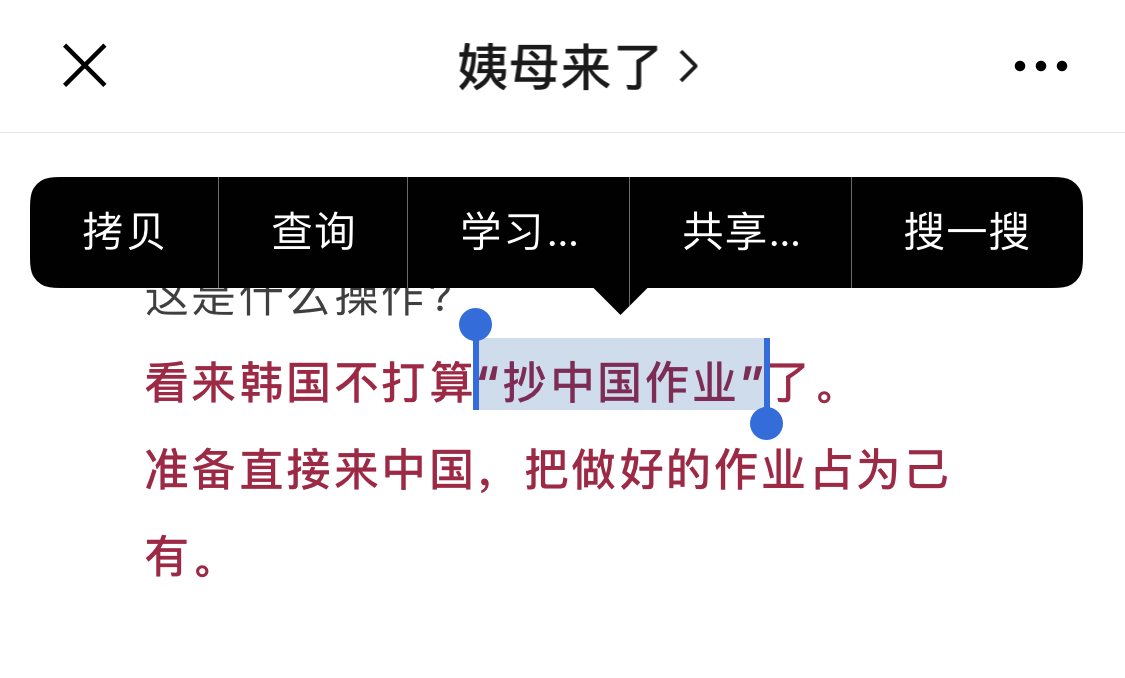 姨母来了
拷贝 查询 学习... 共享... 搜一搜
这是什么操作？
看来韩国不打算“抄中国作业”了。
准备直接来中国，把做好的作业占为己
有。